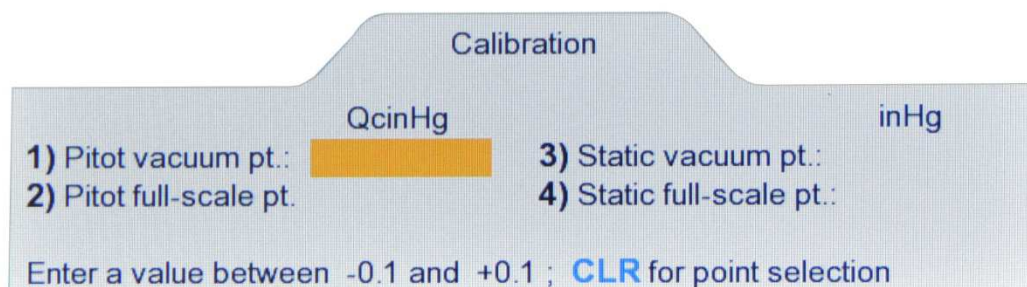 Calibration
QcinHg inHg
1) Pitot vacuum pt.: 3) Static vacuum pt.:
2) Pitot full-scale pt. 4) Static full-scale pt.:
Enter a value between -0.1 and +0.1 ; CLR for point selection